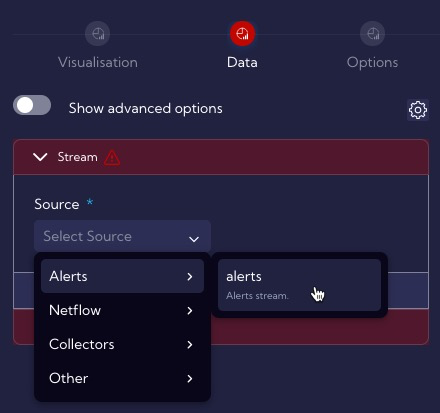 Visualisation
Data
Options
Show advanced options
Stream
Source *
Select Source
Alerts
alerts
Alerts stream.
Netflow
Collectors
Other